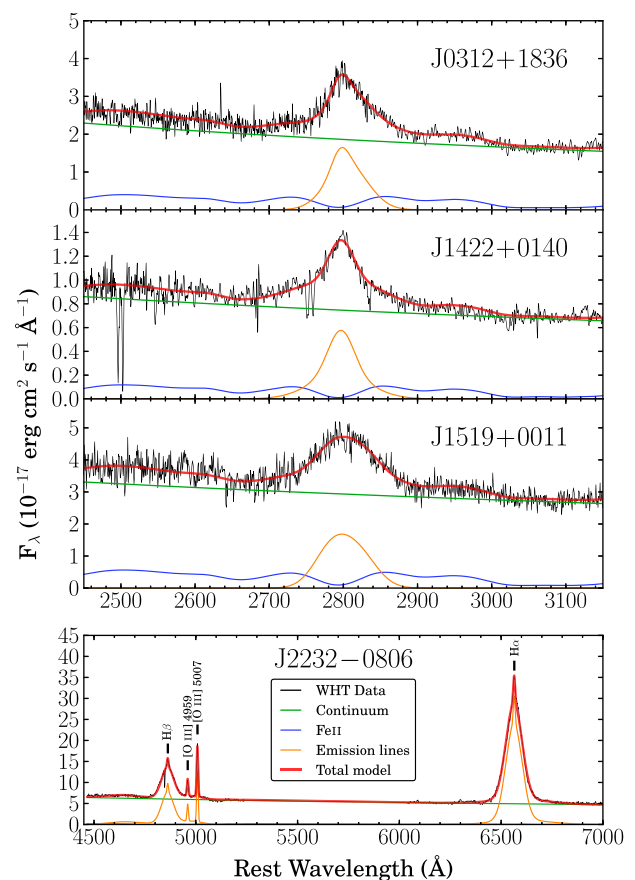 F_λ (10⁻¹⁷ erg cm² s⁻¹ Å⁻¹)
5
4
3
2
1
0
J0312+1836
1.4
1.2
1.0
0.8
0.6
0.4
0.2
0.0
J1422+0140
5
4
3
2
1
0
J1519+0011
2500 2600 2700 2800 2900 3000 3100
45
40
35
30
25
20
15
10
5
0
J2232−0806
Hβ
[O III] 4959
[O III] 5007
Hα
WHT Data
Continuum
FeII
Emission lines
Total model
4500 5000 5500 6000 6500 7000
Rest Wavelength (Å)